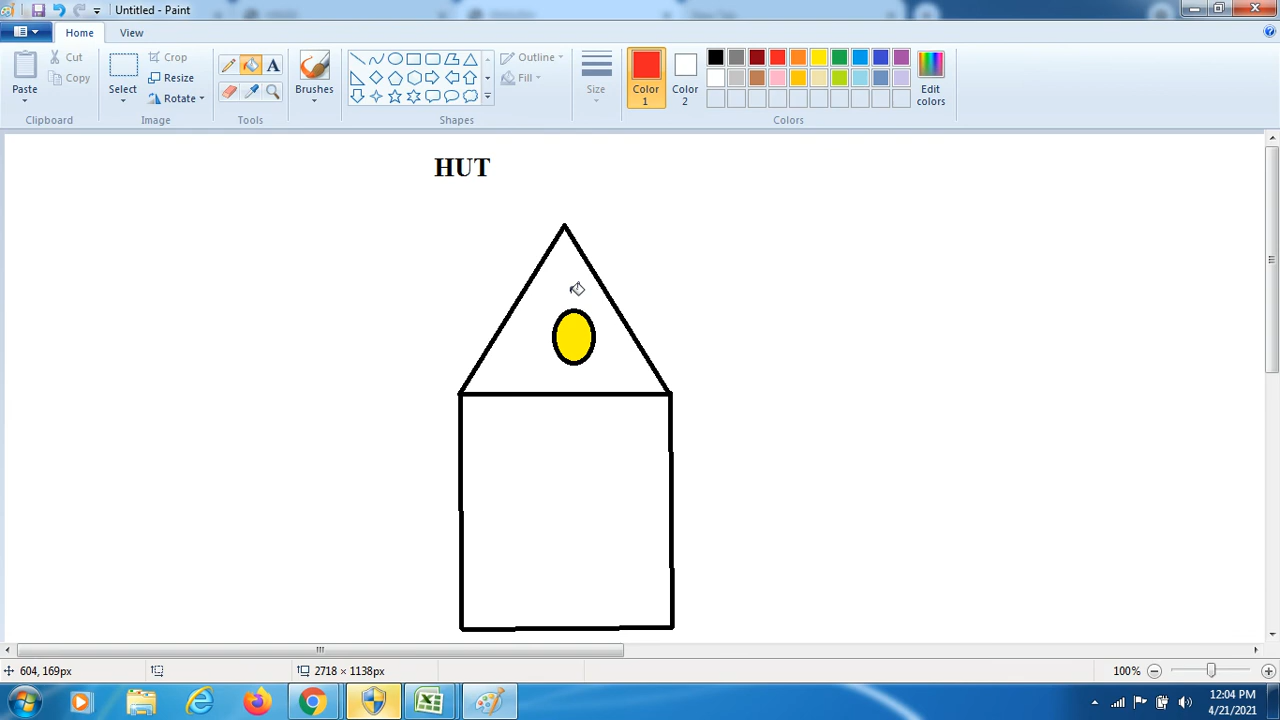 Untitled - Paint
Home View
Paste
Cut
Copy
Clipboard
Select
Crop
Resize
Rotate
Image
A
Tools
Brushes
Outline
Fill
Shapes
Size
Color 1
Color 2
Edit colors
Colors
HUT
604, 169px
2718 × 1138px
100%
12:04 PM
4/21/2021